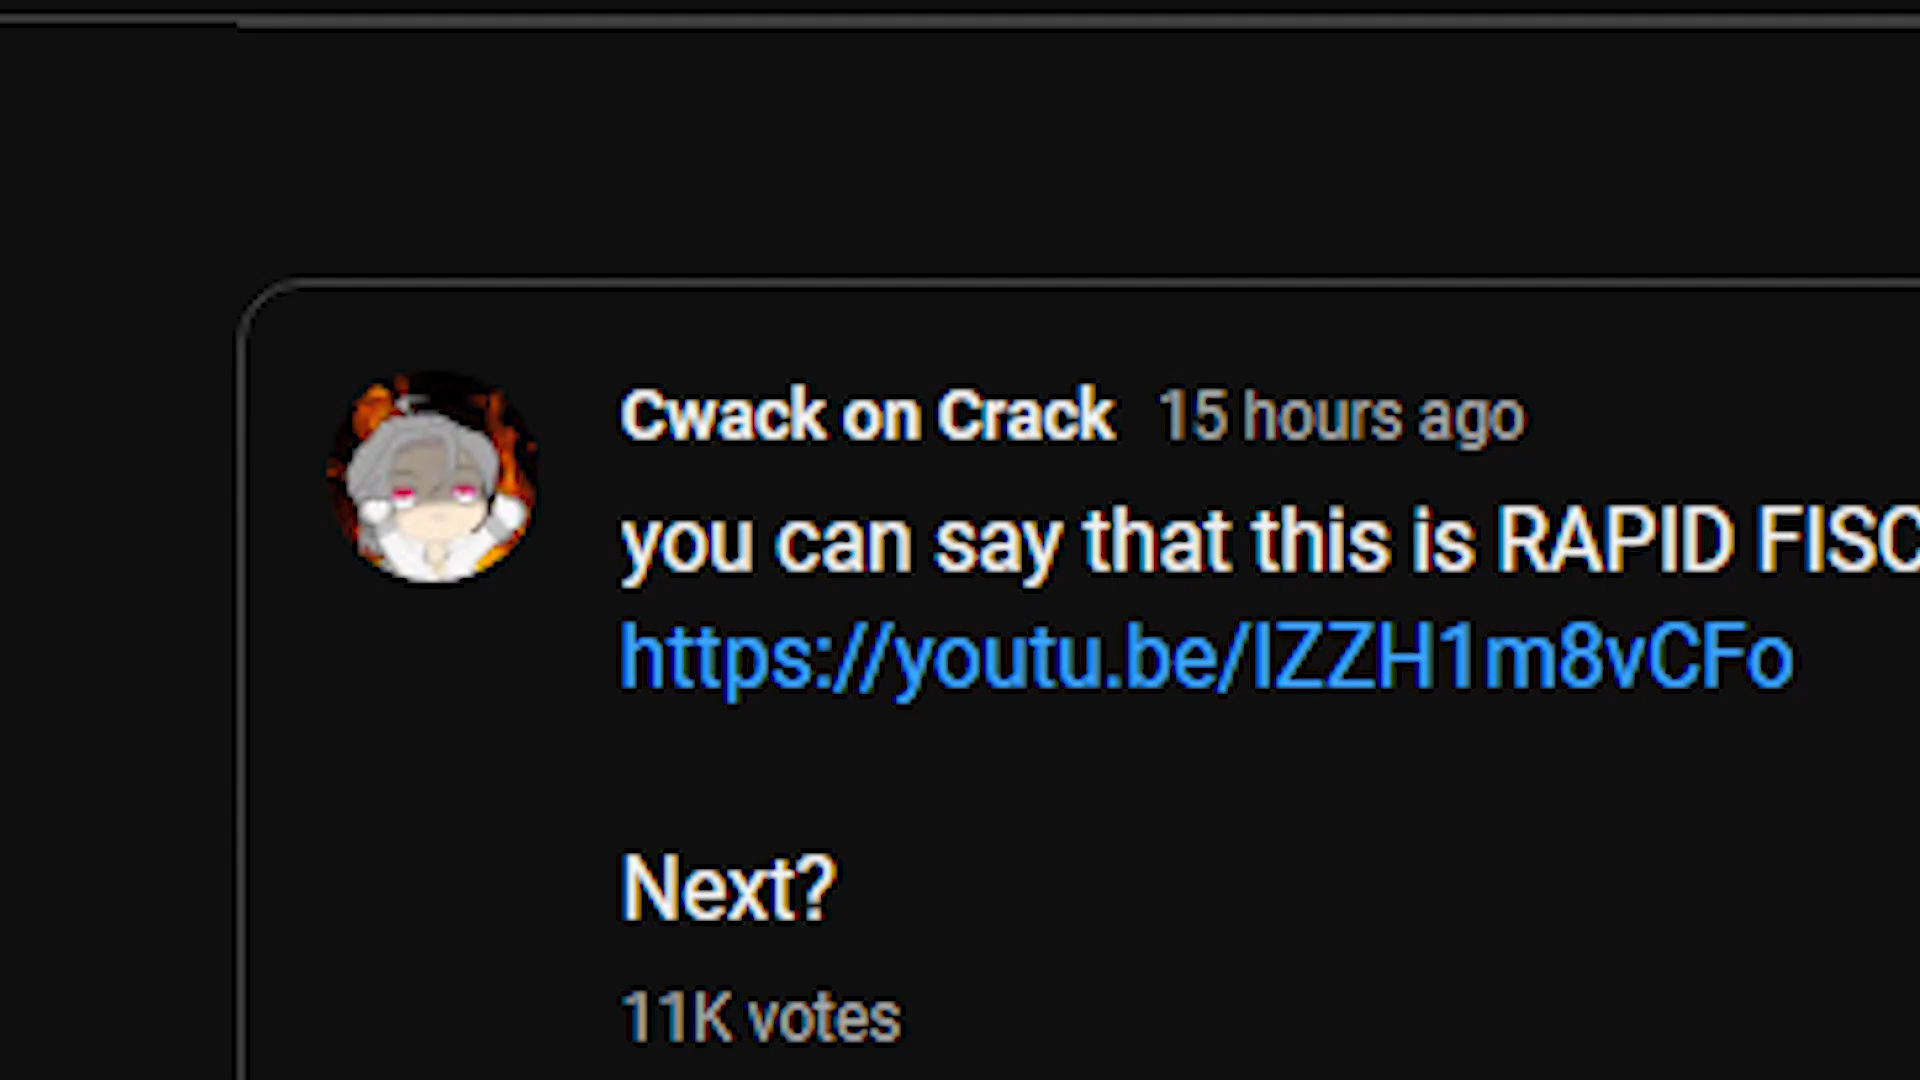 Cwack on Crack 15 hours ago
you can say that this is RAPID FISC
https://youtu.be/IZZH1m8vCFo
Next?
11K votes